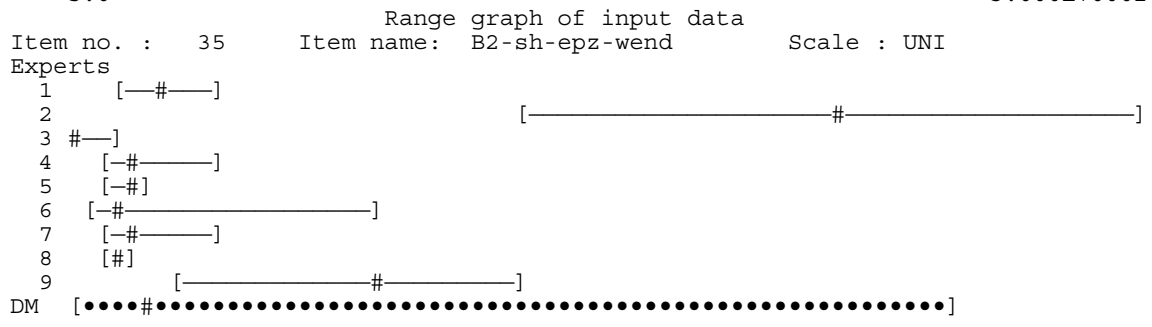 Range graph of input data
Item no. : 35 Item name: B2-sh-epz-wend Scale : UNI
Experts
1 [——#———]
2 [—————————————————————#————————————————————]
3 #——]
4 [—#—————]
5 [—#]
6 [—#—————————————————]
7 [—#—————]
8 [#]
9 [—————————————#—————————]
DM [••••#•••••••••••••••••••••••••••••••••••••••••••••••••••••••]